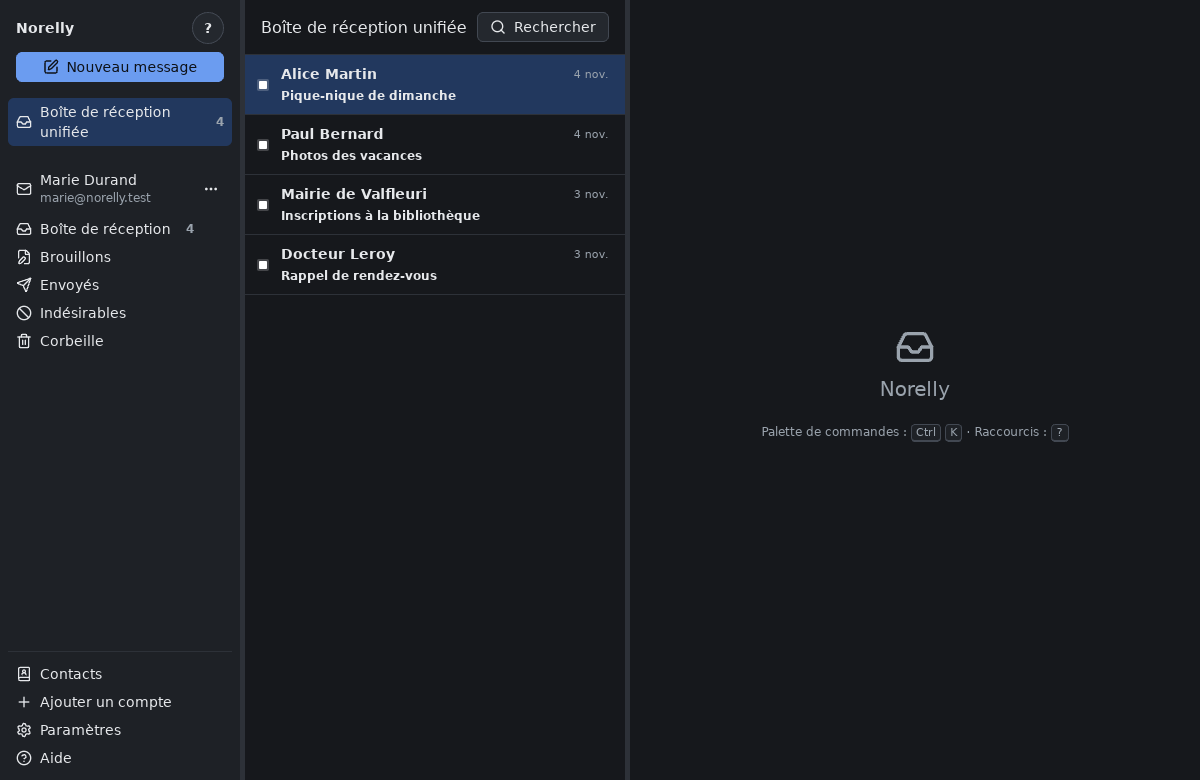 Norelly
?
Nouveau message
Boîte de réception
unifiée
4
Marie Durand
marie@norelly.test
Boîte de réception 4
Brouillons
Envoyés
Indésirables
Corbeille
Contacts
Ajouter un compte
Paramètres
Aide
Boîte de réception unifiée
Rechercher
Alice Martin 4 nov.
Pique-nique de dimanche
Paul Bernard 4 nov.
Photos des vacances
Mairie de Valfleuri 3 nov.
Inscriptions à la bibliothèque
Docteur Leroy 3 nov.
Rappel de rendez-vous
Norelly
Palette de commandes : Ctrl K · Raccourcis : ?